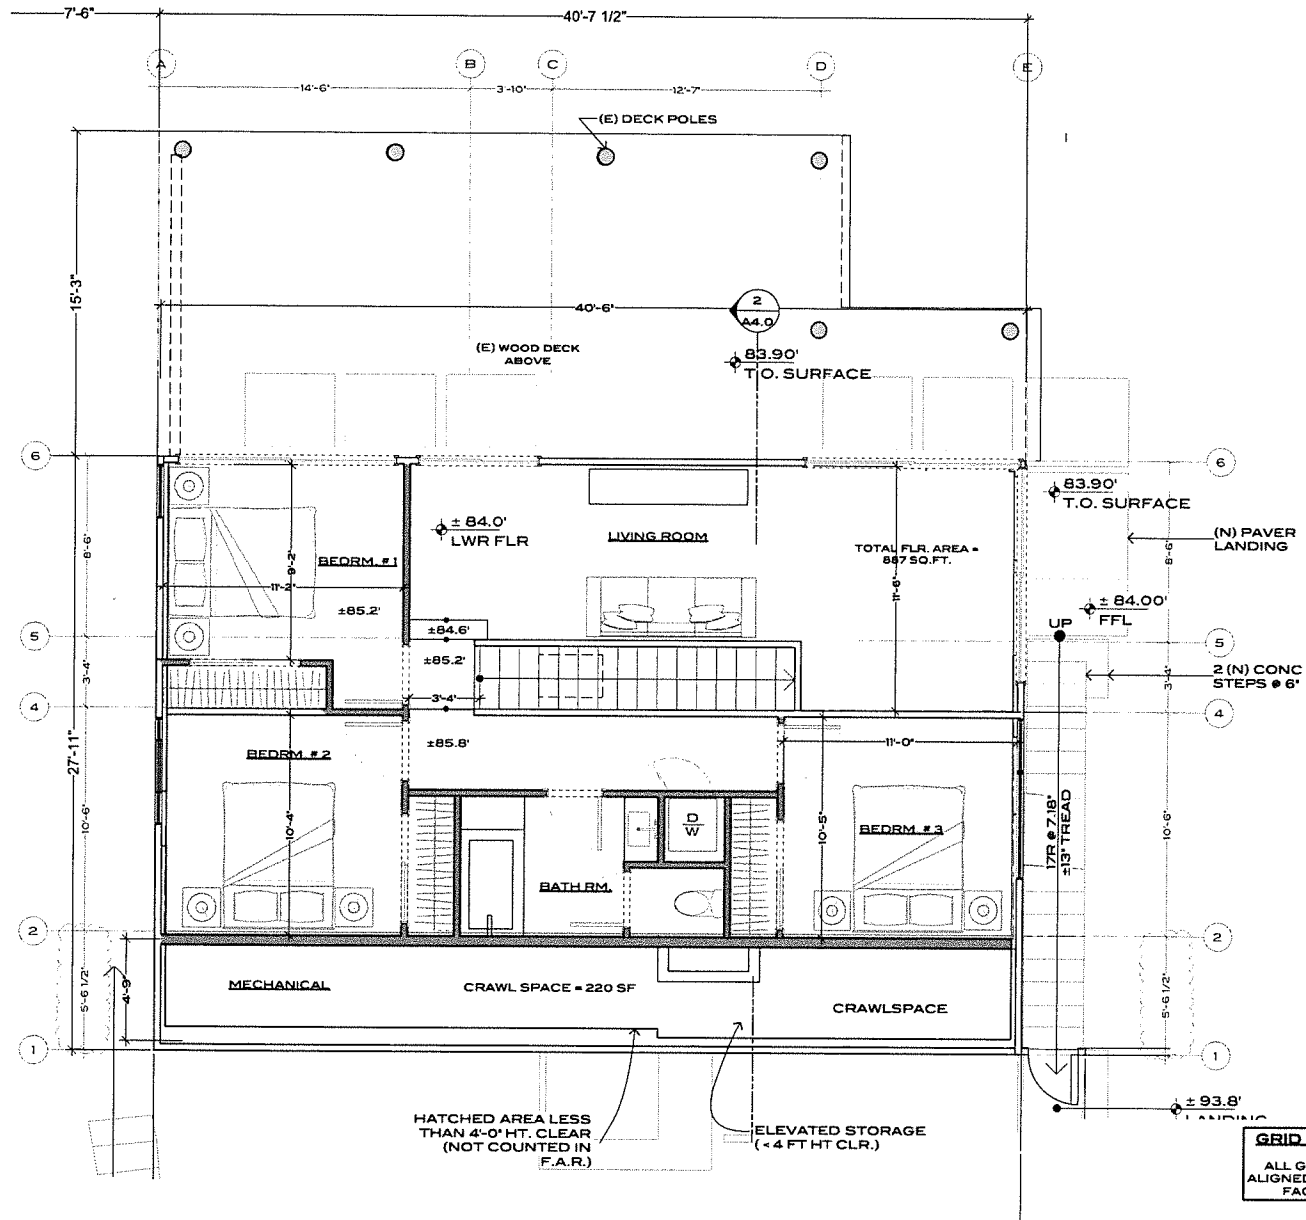 7'-6"
40'-7 1/2"
A
B
C
D
E
14'-6"
3'-10"
12'-7"
(E) DECK POLES
15'-3"
40'-6"
2
A4.0
(E) WOOD DECK
ABOVE
83.90'
T.O. SURFACE
6
6
83.90'
T.O. SURFACE
± 84.0'
LWR FLR
LIVING ROOM
(N) PAVER
LANDING
8'-6"
9'-2"
BEDRM. #1
TOTAL FLR. AREA =
887 SQ.FT.
8'-6"
11'-2"
11'-6"
±85.2'
± 84.00'
FFL
±84.6'
UP
5
5
±85.2'
3'-4"
3'-4"
2 (N) CONC
STEPS @ 6"
3'-4"
4
4
27'-11"
BEDRM. #2
±85.8'
11'-0"
10'-6"
10'-4"
D
W
10'-5"
BEDRM. #3
17R @ 7.18"
±13" TREAD
10'-6"
BATH RM.
2
2
5'-6 1/2"
4'-9"
MECHANICAL
CRAWL SPACE = 220 SF
CRAWLSPACE
5'-6 1/2"
1
1
± 93.8'
LANDING
HATCHED AREA LESS
THAN 4'-0" HT. CLEAR
(NOT COUNTED IN
F.A.R.)
ELEVATED STORAGE
(< 4 FT HT CLR.)
GRID
ALL G
ALIGNED
FAC